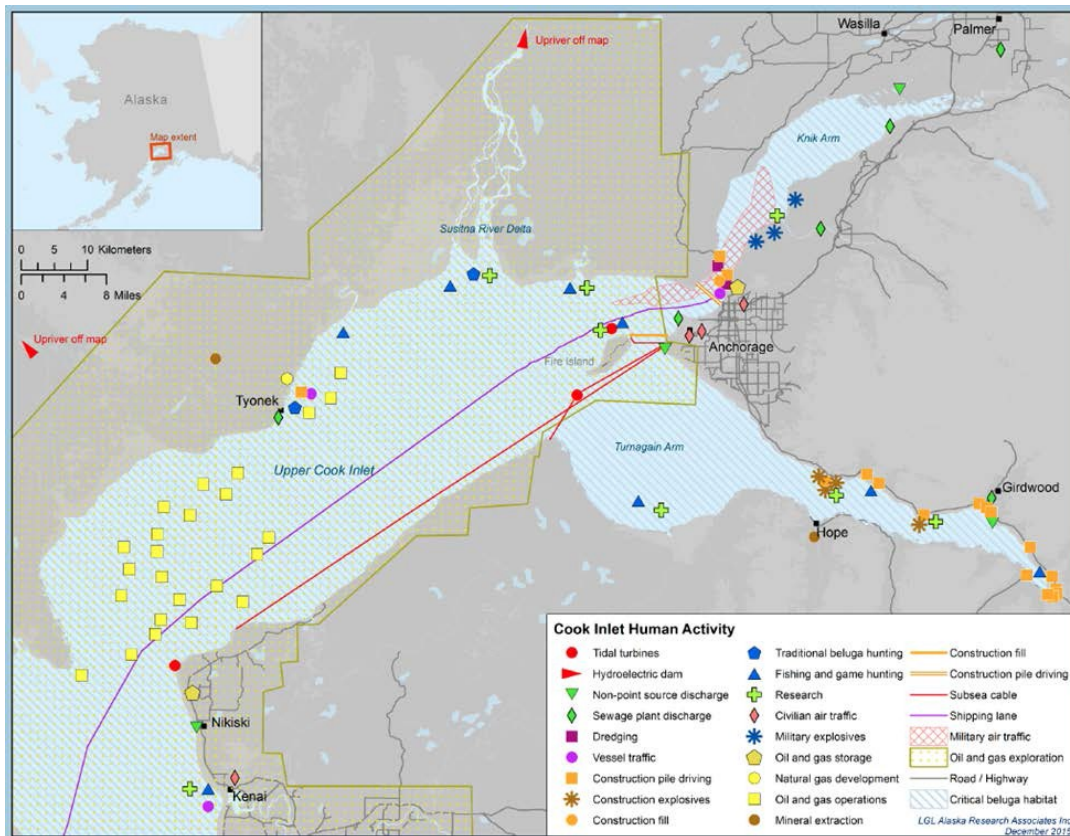 Alaska
Map extent
Upriver off map
Wasilla
Palmer
Knik Arm
0 5 10 Kilometers
0 4 8
Miles
Susitna River Delta
Upriver off map
Anchorage
Fire Island
Tyonek
Upper Cook Inlet
Turnagain Arm
Girdwood
Hope
Nikiski
Kenai
Cook Inlet Human Activity
Tidal turbines
Hydroelectric dam
Non-point source discharge
Sewage plant discharge
Dredging
Vessel traffic
Construction pile driving
Construction explosives
Construction fill
Traditional beluga hunting
Fishing and game hunting
Research
Civilian air traffic
Military explosives
Oil and gas storage
Natural gas development
Oil and gas operations
Mineral extraction
Construction fill
Construction pile driving
Subsea cable
Shipping lane
Military air traffic
Oil and gas exploration
Road / Highway
Critical beluga habitat
LGL Alaska Research Associates Inc
December 2015